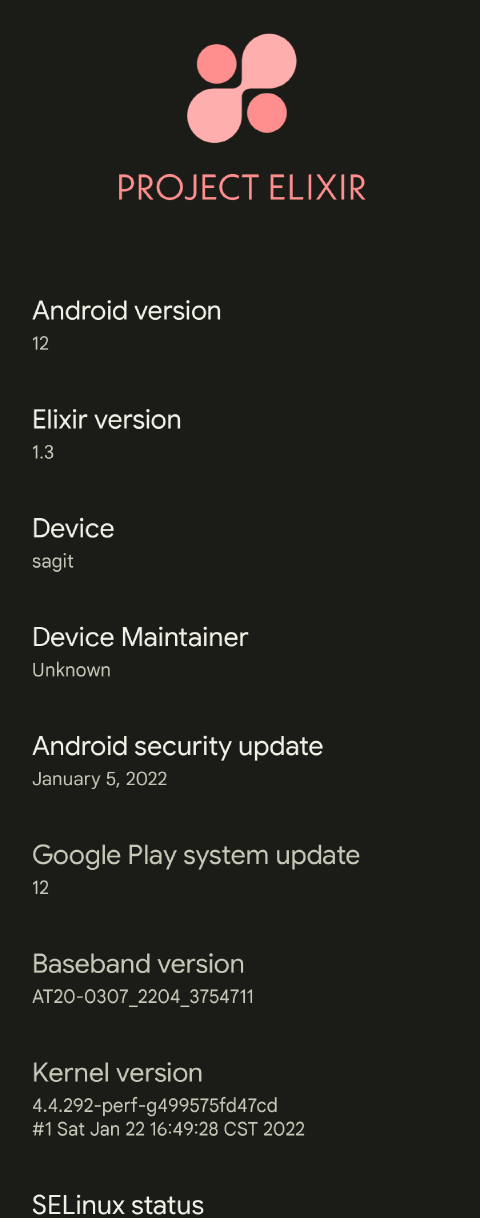 PROJECT ELIXIR
Android version
12
Elixir version
1.3
Device
sagit
Device Maintainer
Unknown
Android security update
January 5, 2022
Google Play system update
12
Baseband version
AT20-0307_2204_3754711
Kernel version
4.4.292-perf-g499575fd47cd
#1 Sat Jan 22 16:49:28 CST 2022
SELinux status